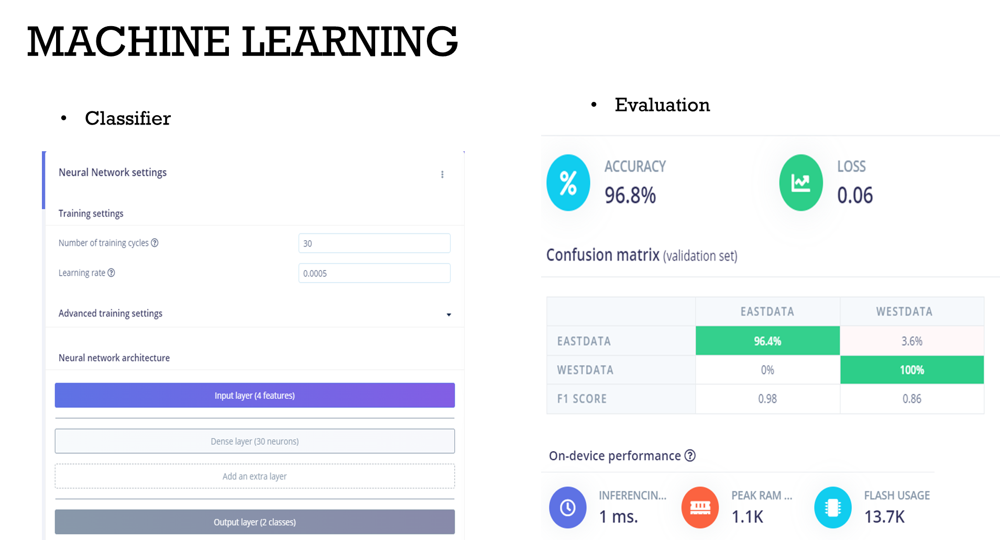 MACHINE LEARNING
• Classifier
Neural Network settings
Training settings
Number of training cycles ?
30
Learning rate ?
0.0005
Advanced training settings
Neural network architecture
Input layer (4 features)
Dense layer (30 neurons)
Add an extra layer
Output layer (2 classes)
• Evaluation
% ACCURACY
96.8%
LOSS
0.06
Confusion matrix (validation set)
EASTDATA WESTDATA
EASTDATA 96.4% 3.6%
WESTDATA 0% 100%
F1 SCORE 0.98 0.86
On-device performance ?
INFERENCIN...
1 ms.
PEAK RAM ...
1.1K
FLASH USAGE
13.7K